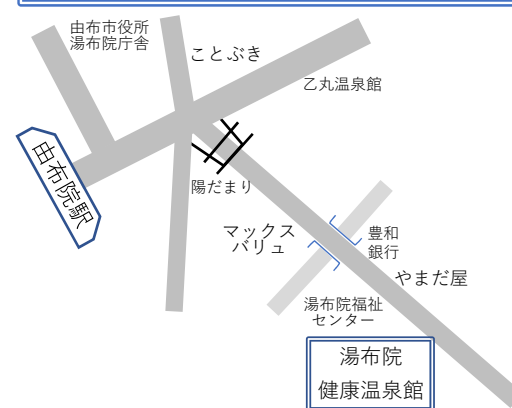 由布市役所
湯布院庁舎
ことぶき
乙丸温泉館
由布院駅
陽だまり
マックス
バリュ
豊和
銀行
やまだ屋
湯布院福祉
センター
湯布院
健康温泉館